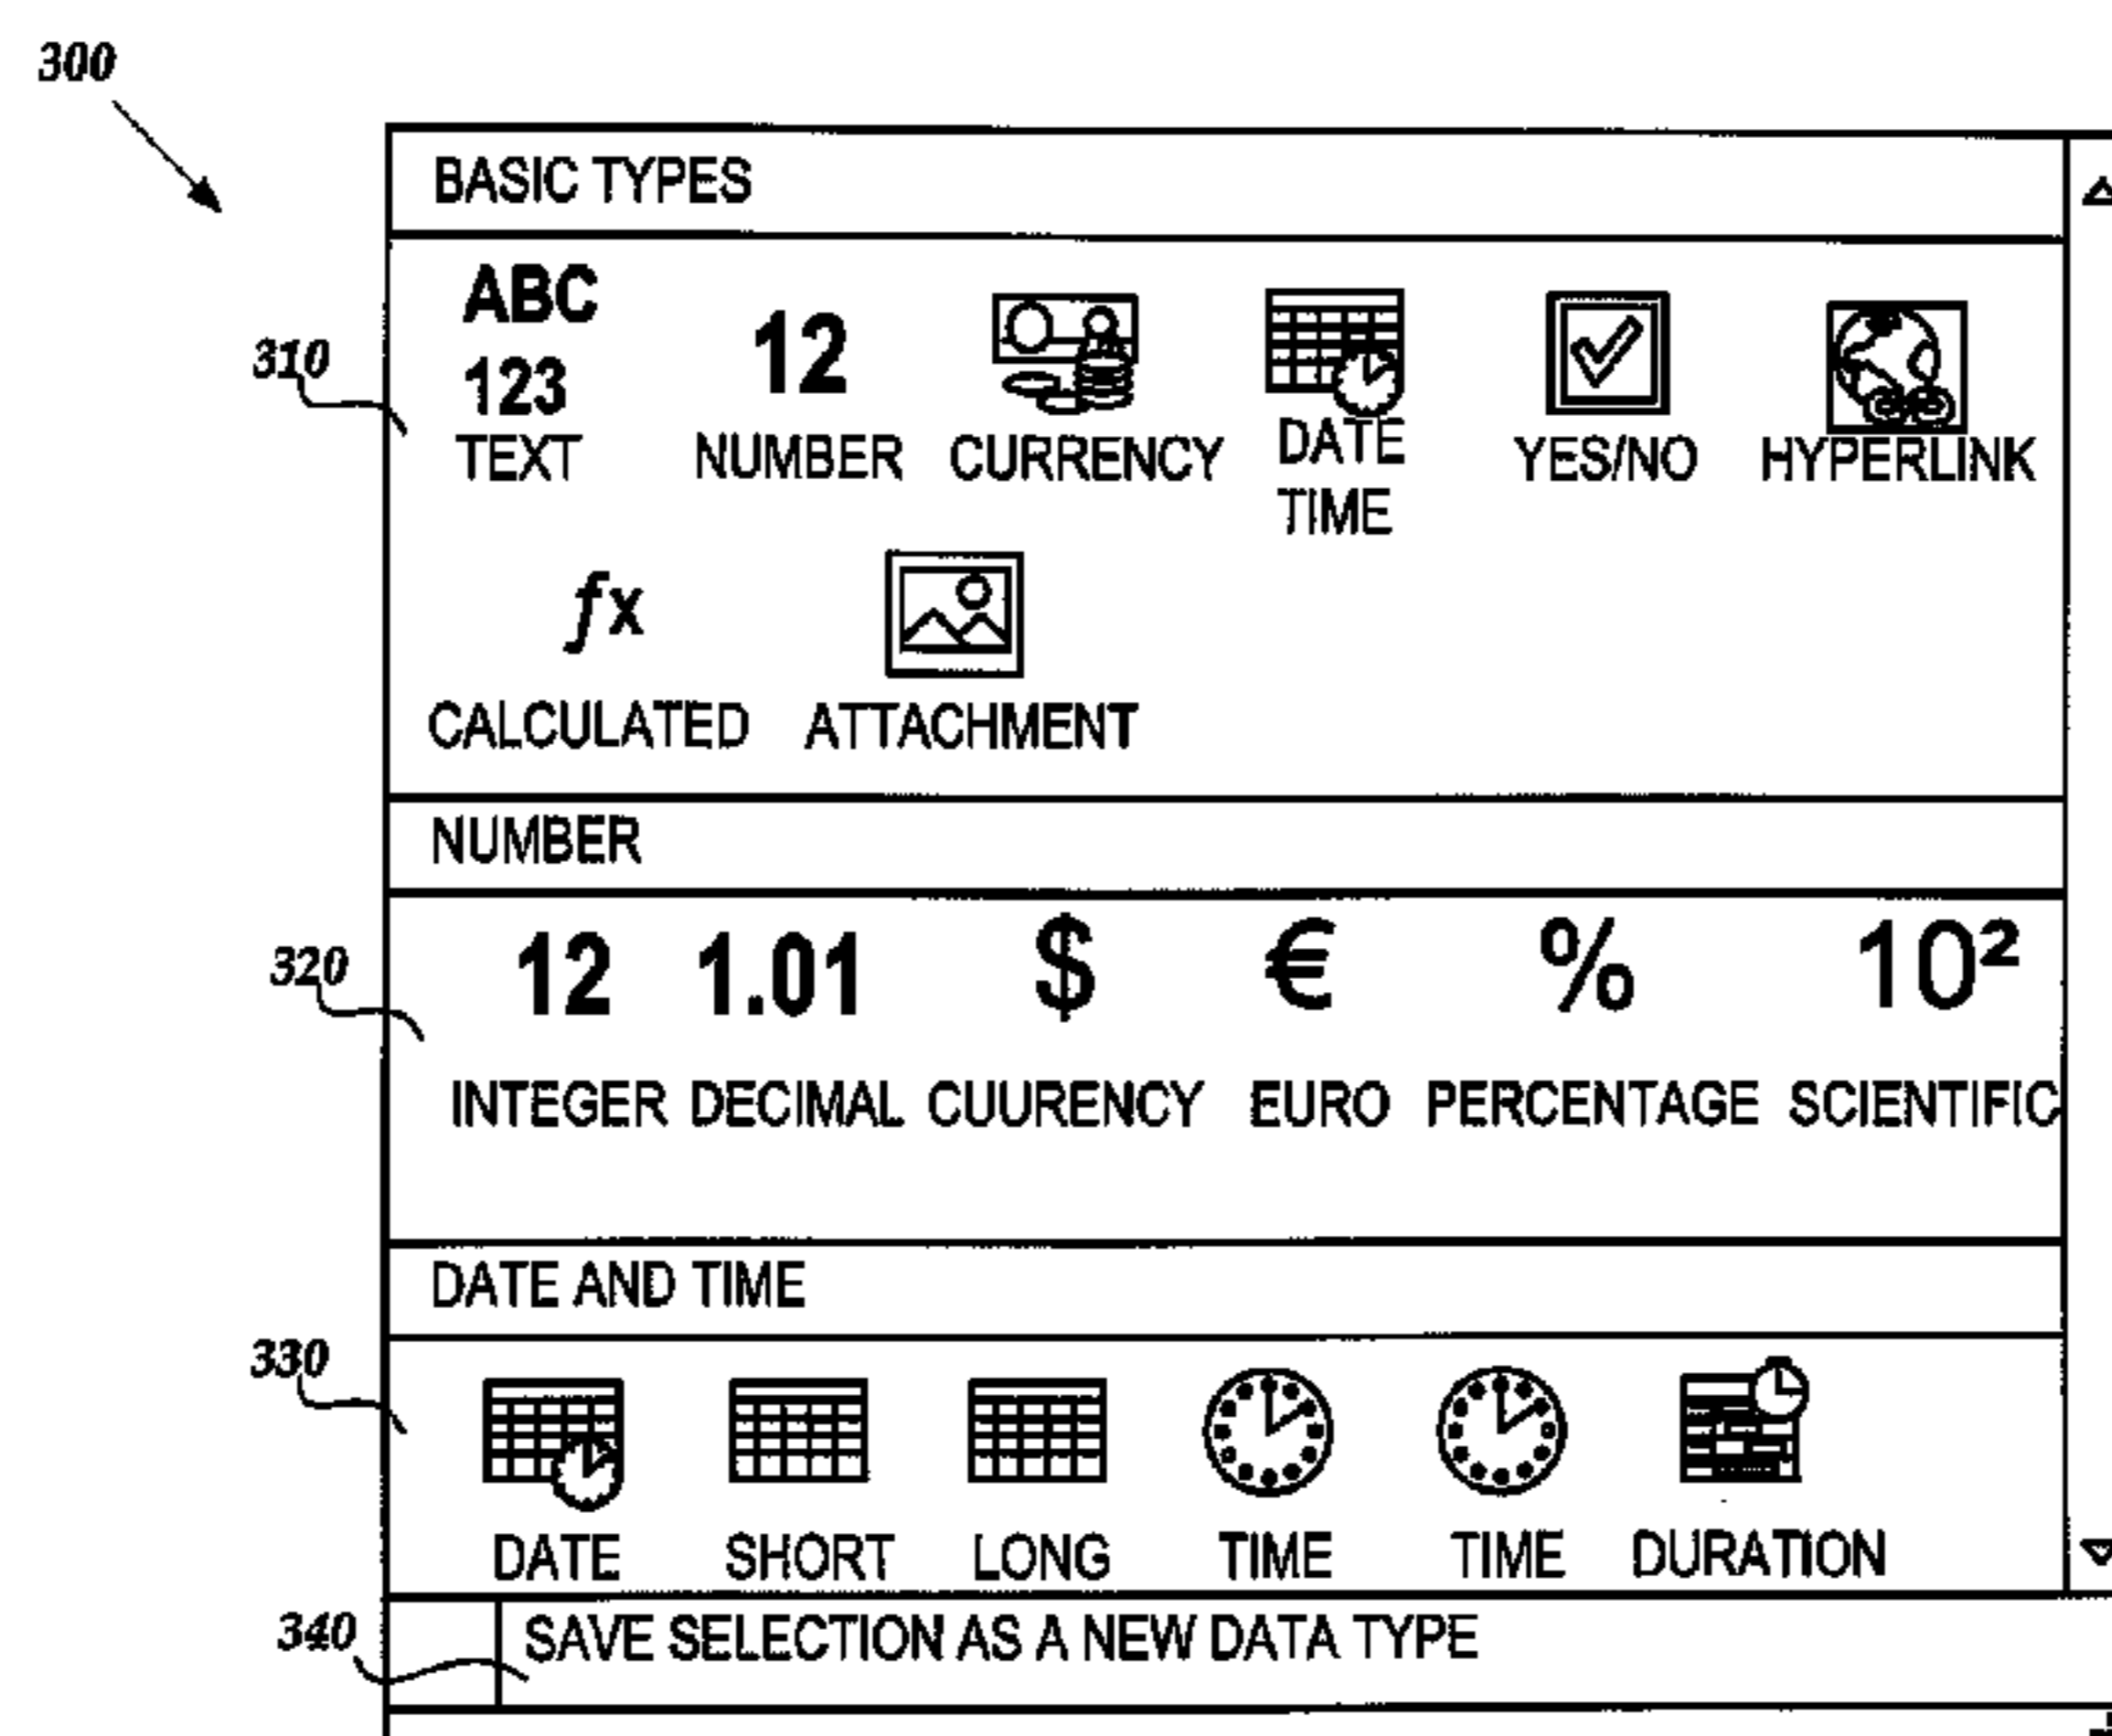 300
BASIC TYPES
310
ABC
123
12
TEXT NUMBER CURRENCY DATE TIME YES/NO HYPERLINK
ƒx
CALCULATED ATTACHMENT
NUMBER
320
12 1.01 $ € % 10²
INTEGER DECIMAL CUURENCY EURO PERCENTAGE SCIENTIFIC
DATE AND TIME
330
DATE SHORT LONG TIME TIME DURATION
340
SAVE SELECTION AS A NEW DATA TYPE